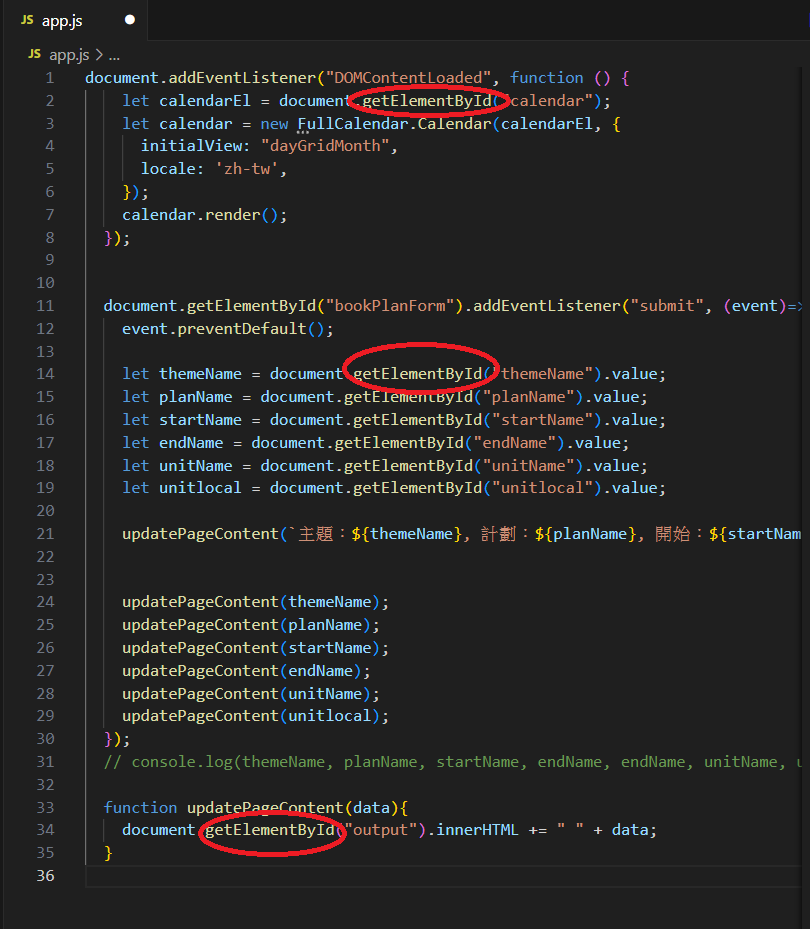 JS app.js ●
JS app.js > ...
1 document.addEventListener("DOMContentLoaded", function () {
2 let calendarEl = document.getElementById("calendar");
3 let calendar = new FullCalendar.Calendar(calendarEl, {
4 initialView: "dayGridMonth",
5 locale: 'zh-tw',
6 });
7 calendar.render();
8 });
9
10
11 document.getElementById("bookPlanForm").addEventListener("submit", (event)=>
12 event.preventDefault();
13
14 let themeName = document.getElementById("themeName").value;
15 let planName = document.getElementById("planName").value;
16 let startName = document.getElementById("startName").value;
17 let endName = document.getElementById("endName").value;
18 let unitName = document.getElementById("unitName").value;
19 let unitlocal = document.getElementById("unitlocal").value;
20
21 updatePageContent(`主題：${themeName}, 計劃：${planName}, 開始：${startNam
22
23
24 updatePageContent(themeName);
25 updatePageContent(planName);
26 updatePageContent(startName);
27 updatePageContent(endName);
28 updatePageContent(unitName);
29 updatePageContent(unitlocal);
30 });
31 // console.log(themeName, planName, startName, endName, endName, unitName, u
32
33 function updatePageContent(data){
34 document.getElementById("output").innerHTML += " " + data;
35 }
36